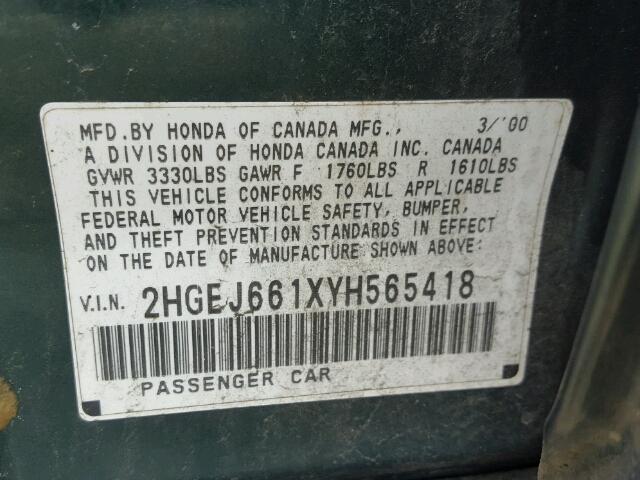 MFD.BY HONDA OF CANADA MFG., 3/'00
A DIVISION OF HONDA CANADA INC. CANADA
GVWR 3330LBS GAWR F 1760LBS R 1610LBS
THIS VEHICLE CONFORMS TO ALL APPLICABLE
FEDERAL MOTOR VEHICLE SAFETY, BUMPER,
AND THEFT PREVENTION STANDARDS IN EFFECT
ON THE DATE OF MANUFACTURE SHOWN ABOVE:
V.I.N. 2HGEJ661XYH565418
PASSENGER CAR